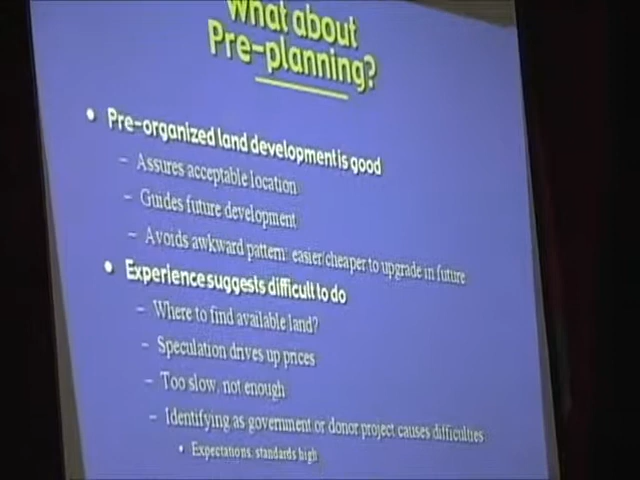 What about
Pre-planning?
• Pre-organized land development is good
– Assures acceptable location
– Guides future development
– Avoids awkward pattern: easier/cheaper to upgrade in future
• Experience suggests difficult to do
– Where to find available land?
– Speculation drives up prices
– Too slow, not enough
– Identifying as government or donor project causes difficulties
• Expectations, standards high